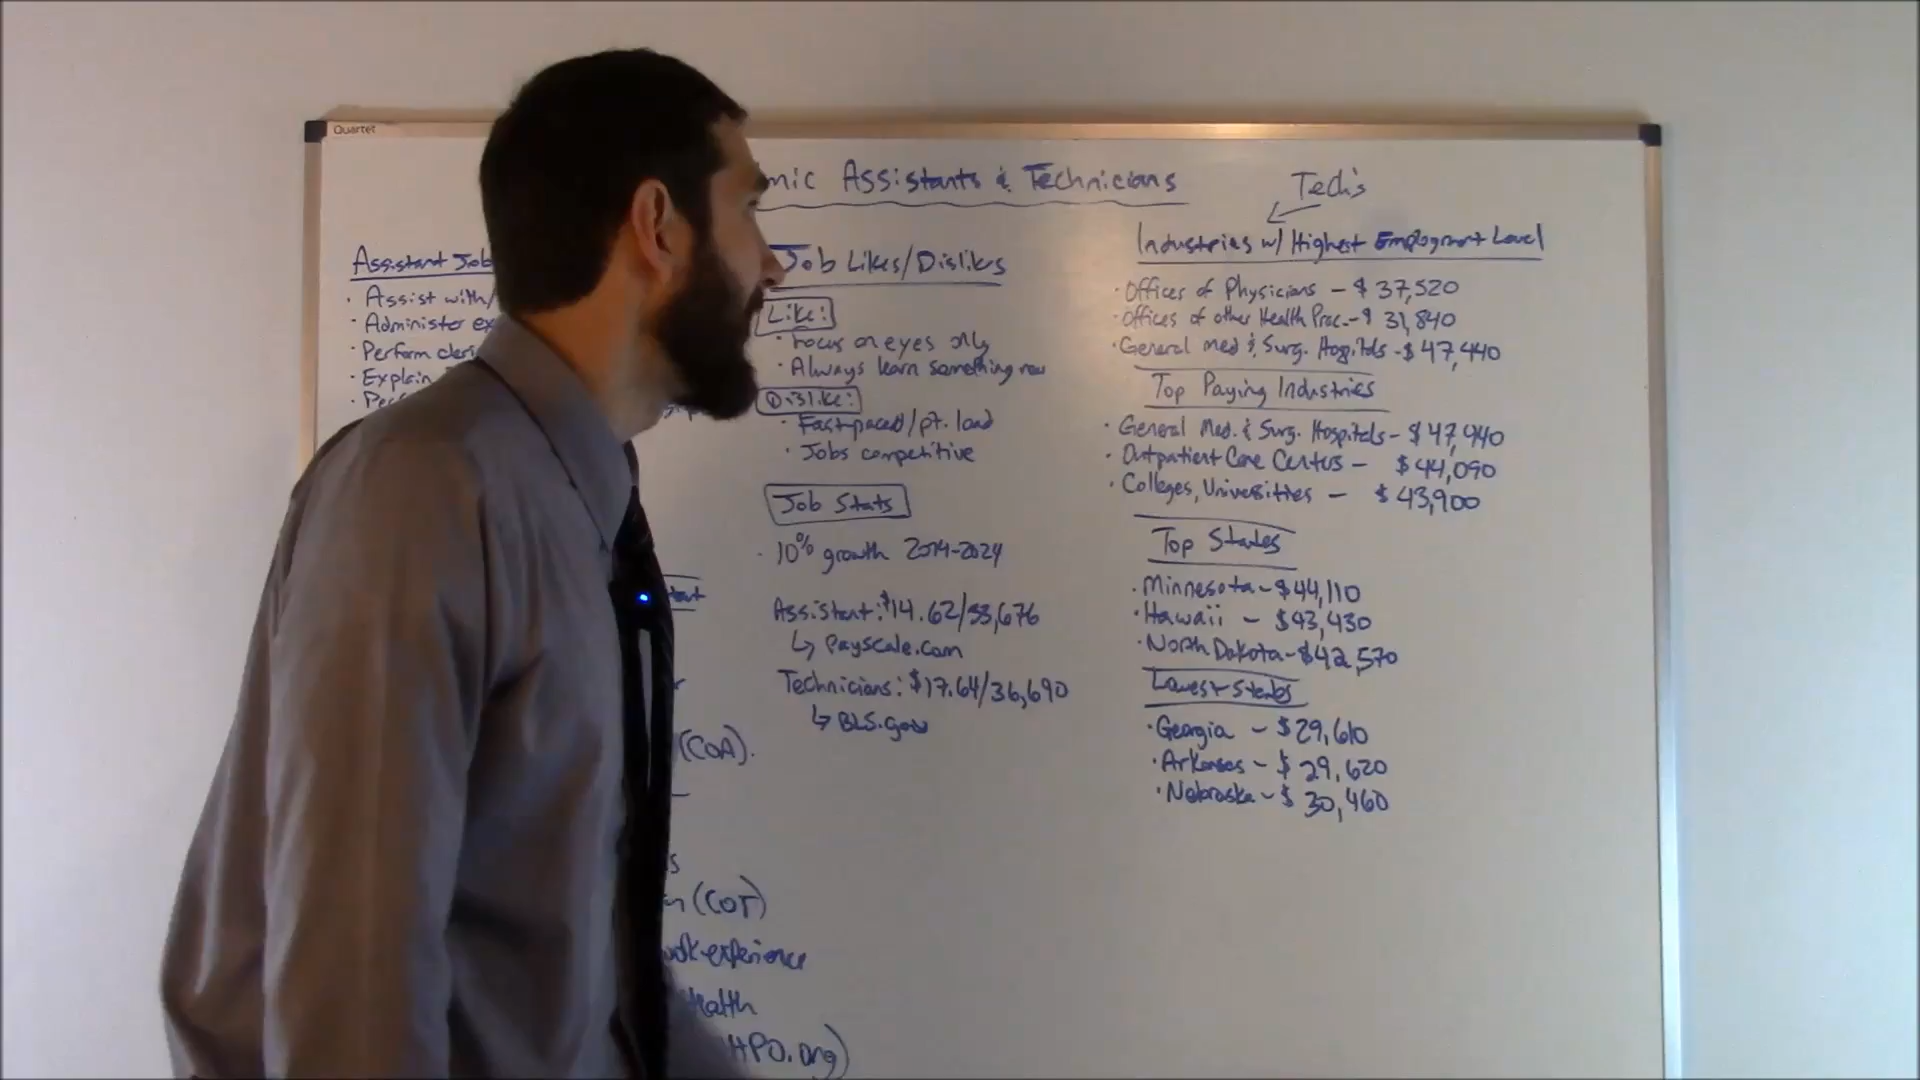 Quartet
mic Assistants & Technicians
Assistant Job
· Assist with/
· Administer ex
· Perform cleri
· Explain
(COA).
(COT)
work experience
Health
HPO.org)
Job Likes/Dislikes
Like:
· Focus on eyes only
· Always learn something new
Dislike:
· Fast paced/pt. load
· Jobs competitive
Job Stats
· 10% growth 2014-2024
Assistant: $14.62/33,676
↳ Payscale.com
Technicians: $17.64/36,690
↳ BLS.gov
Tech's
Industries w/ Highest Employment Level
· Offices of Physicians - $37,520
· Offices of other Health Prac. - $31,840
· General med & Surg. Hospitals - $47,440
Top Paying Industries
· General Med. & Surg. Hospitals - $47,440
· Outpatient Care Centers - $44,090
· Colleges, Universities - $43,900
Top States
· Minnesota - $44,110
· Hawaii - $43,430
· North Dakota - $42,570
Lowest States
· Georgia - $29,610
· Arkansas - $29,620
· Nebraska - $30,460